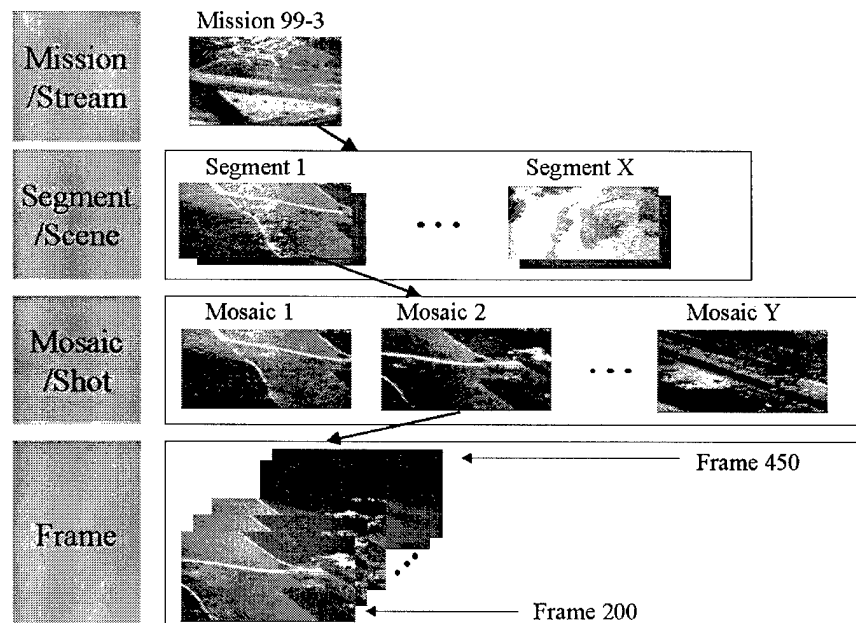 Mission 99-3
Mission
/Stream
Segment 1
Segment X
Segment
/Scene
Mosaic 1
Mosaic 2
Mosaic Y
Mosaic
/Shot
Frame 450
Frame
Frame 200